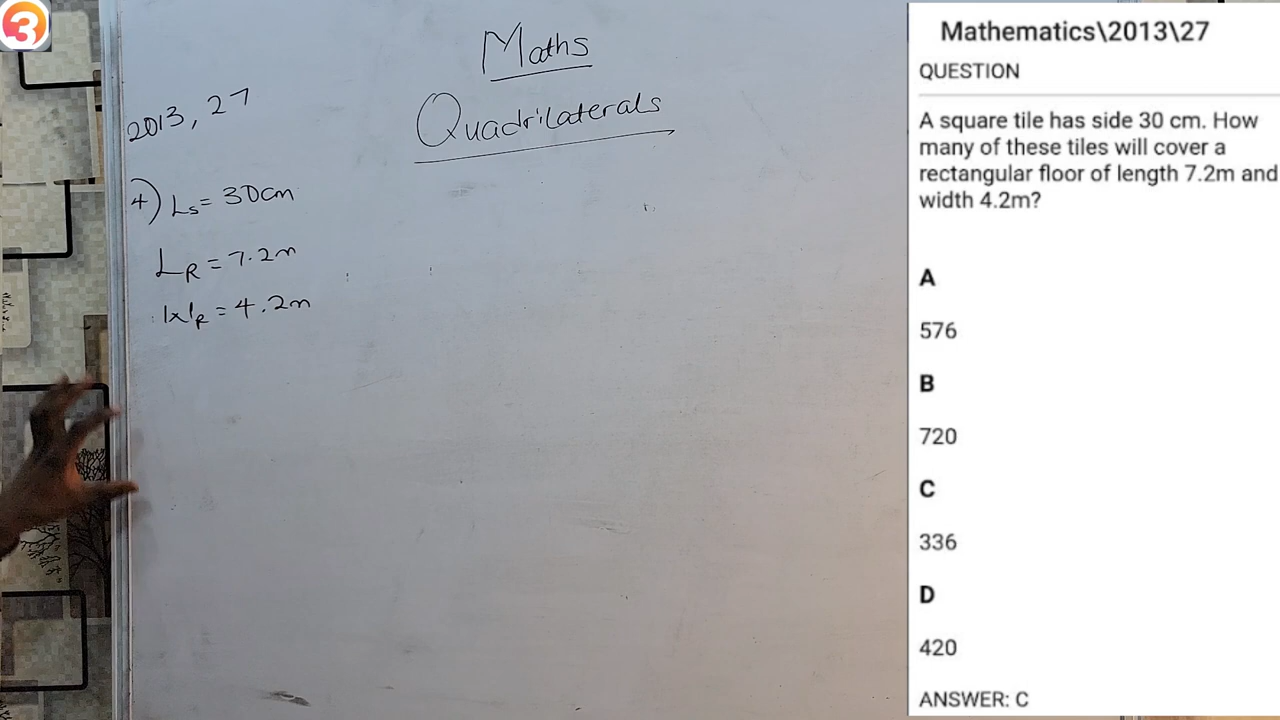 3
Maths
Quadrilaterals
2013, 27
4) Ls = 30cm
LR = 7.2m
WR = 4.2m
Mathematics\2013\27
QUESTION
A square tile has side 30 cm. How
many of these tiles will cover a
rectangular floor of length 7.2m and
width 4.2m?
A
576
B
720
C
336
D
420
ANSWER: C